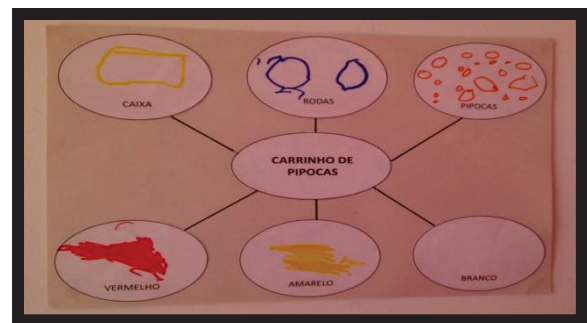 CAIXA
RODAS
PIPOCAS
CARRINHO DE
PIPOCAS
VERMELHO
AMARELO
BRANCO